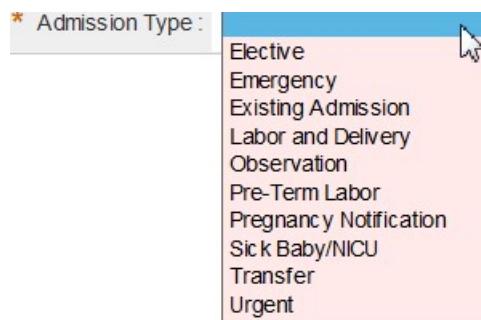 * Admission Type :
Elective
Emergency
Existing Admission
Labor and Delivery
Observation
Pre-Term Labor
Pregnancy Notification
Sick Baby/NICU
Transfer
Urgent